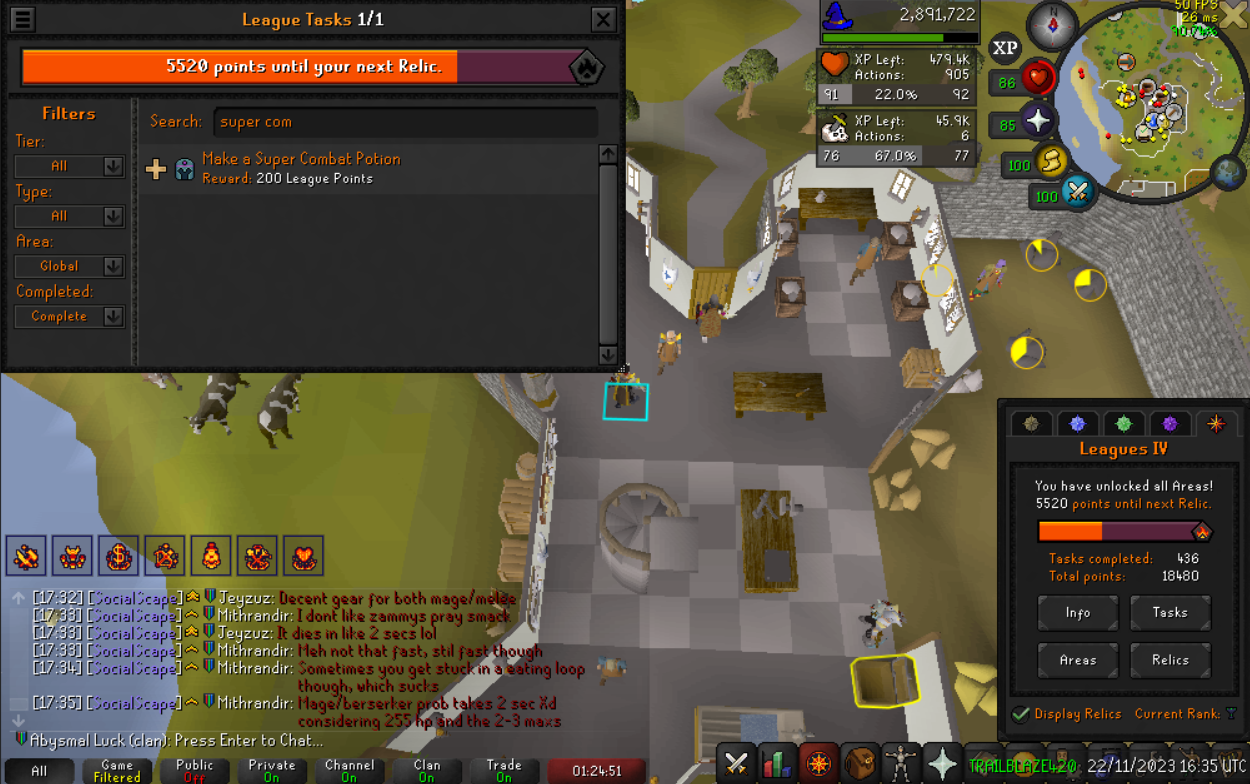 League Tasks 1/1
5520 points until your next Relic.
Filters
Tier:
All
Type:
All
Area:
Global
Completed:
Complete
Search: super com
Make a Super Combat Potion
Reward: 200 League Points
2,891,722
XP Left: 479.4K
Actions: 905
91 22.0% 92
XP Left: 45.9K
Actions: 6
76 67.0% 77
50 FPS
26 ms
XP
86
85
100
100
Leagues IV
You have unlocked all Areas!
5520 points until next Relic.
Tasks completed: 436
Total points: 18480
Info
Tasks
Areas
Relics
Display Relics Current Rank:
[17:32] [SocialScape] Jeyzuz: Decent gear for both mage/melee
[17:33] [SocialScape] Mithrandir: I dont like zammys pray smack
[17:33] [SocialScape] Jeyzuz: It dies in like 2 secs lol
[17:33] [SocialScape] Mithrandir: Meh not that fast, stil fast though
[17:34] [SocialScape] Mithrandir: Sometimes you get stuck in a eating loop
though, which sucks
[17:35] [SocialScape] Mithrandir: Mage/berserker prob takes 2 sec Xd
considering 255 hp and the 2-3 maxs
Abysmal Luck (clan): Press Enter to Chat...
All
Game
Filtered
Public
Off
Private
On
Channel
On
Clan
On
Trade
On
01:24:51
22/11/2023 16:35 UTC